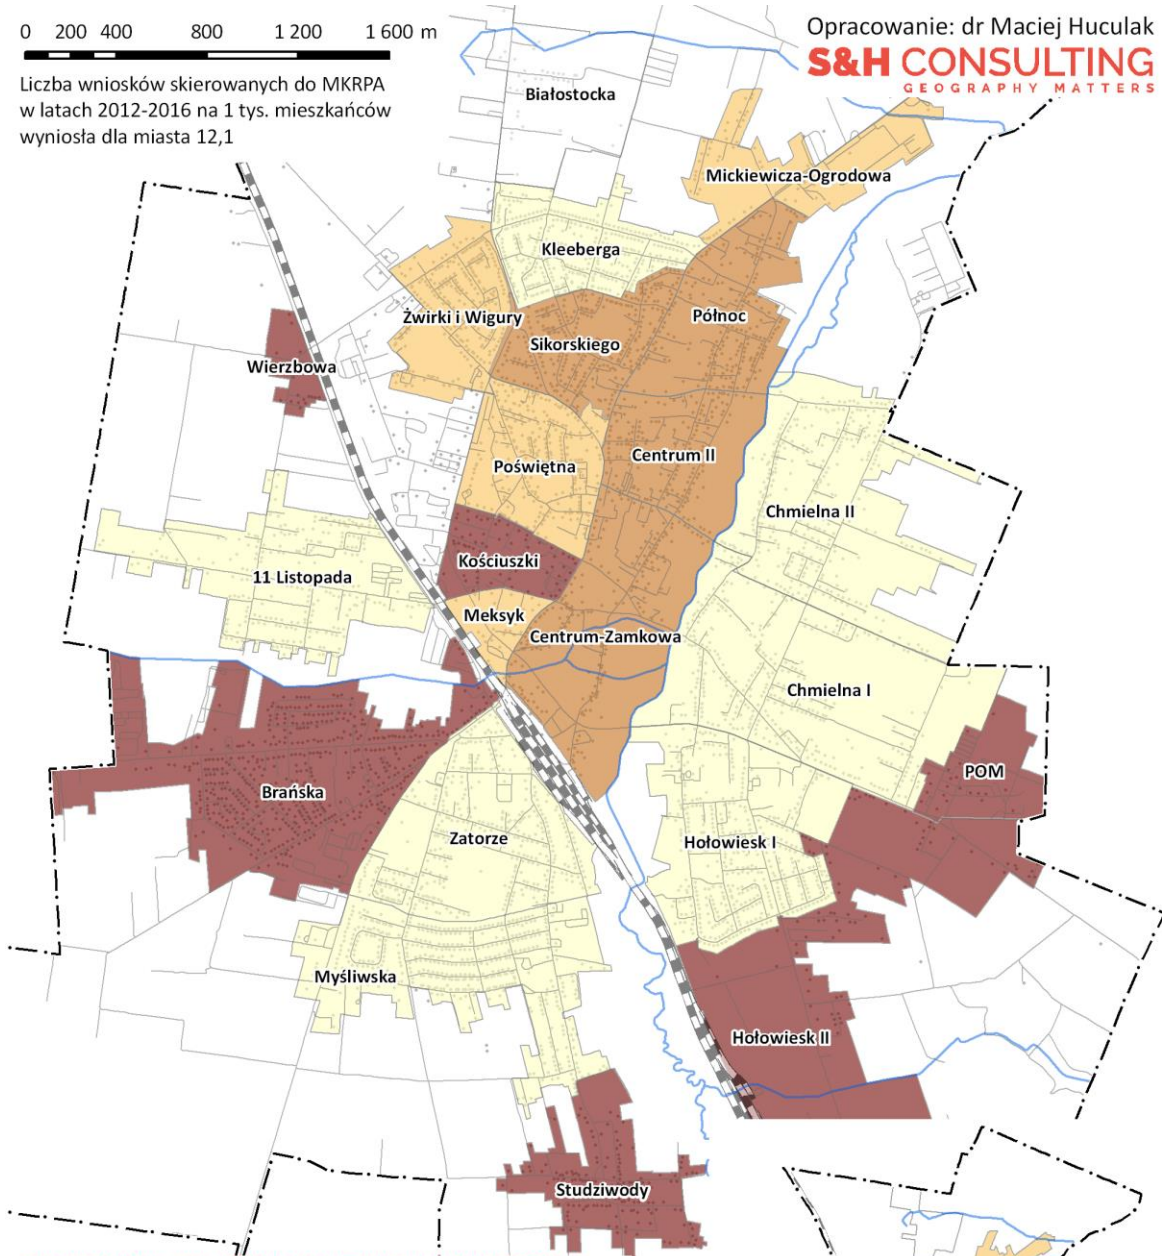 0 200 400 800 1 200 1 600 m
Liczba wniosków skierowanych do MKRPA
w latach 2012-2016 na 1 tys. mieszkańców
wyniosła dla miasta 12,1
Opracowanie: dr Maciej Huculak
S&H CONSULTING
GEOGRAPHY MATTERS
Białostocka
Mickiewicza-Ogrodowa
Kleeberga
Żwirki i Wigury
Północ
Sikorskiego
Wierzbowa
Centrum II
Poświętna
Chmielna II
Kościuszki
11 Listopada
Meksyk
Centrum-Zamkowa
Chmielna I
POM
Brańska
Zatorze
Hołowiesk I
Myśliwska
Hołowiesk II
Studziwody